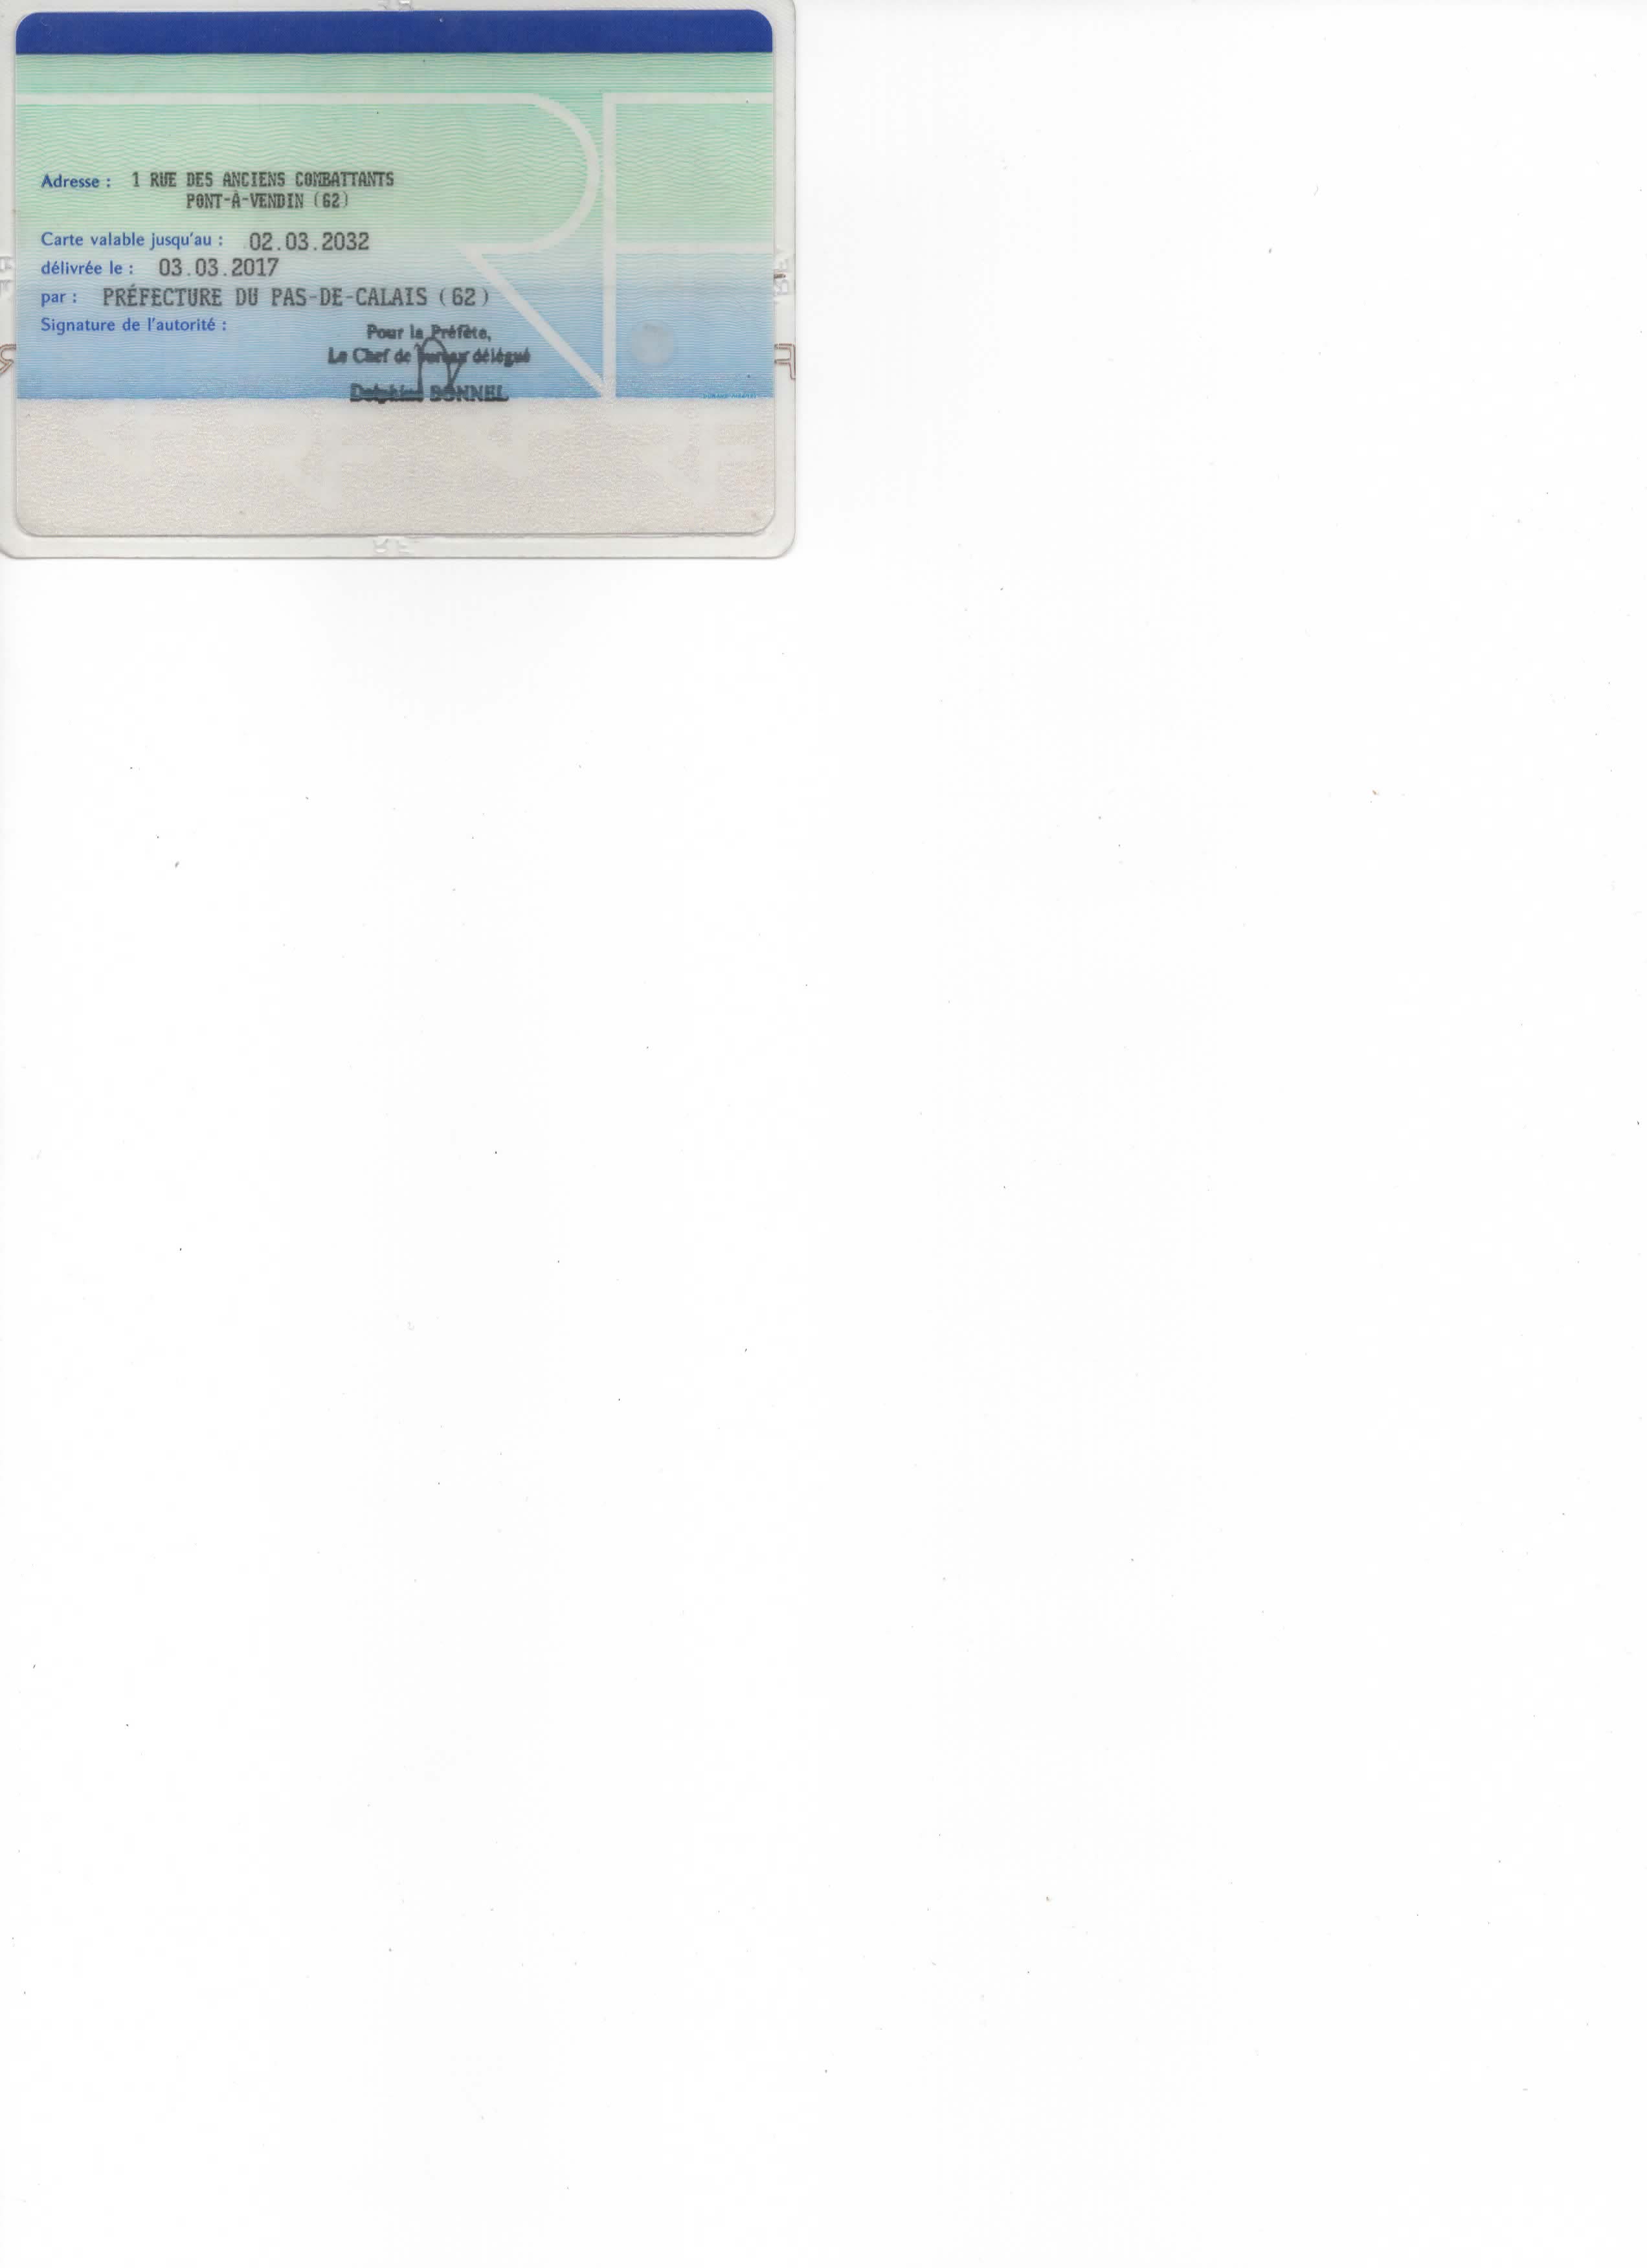 Adresse : 1 RUE DES ANCIENS COMBATTANTS
PONT-À-VENDIN (62)
Carte valable jusqu'au : 02.03.2032
délivrée le : 03.03.2017
par : PRÉFECTURE DU PAS-DE-CALAIS (62)
Signature de l'autorité :
Pour la Préfète,
Le Chef de bureau délégué
Delphine BONNEL
RF